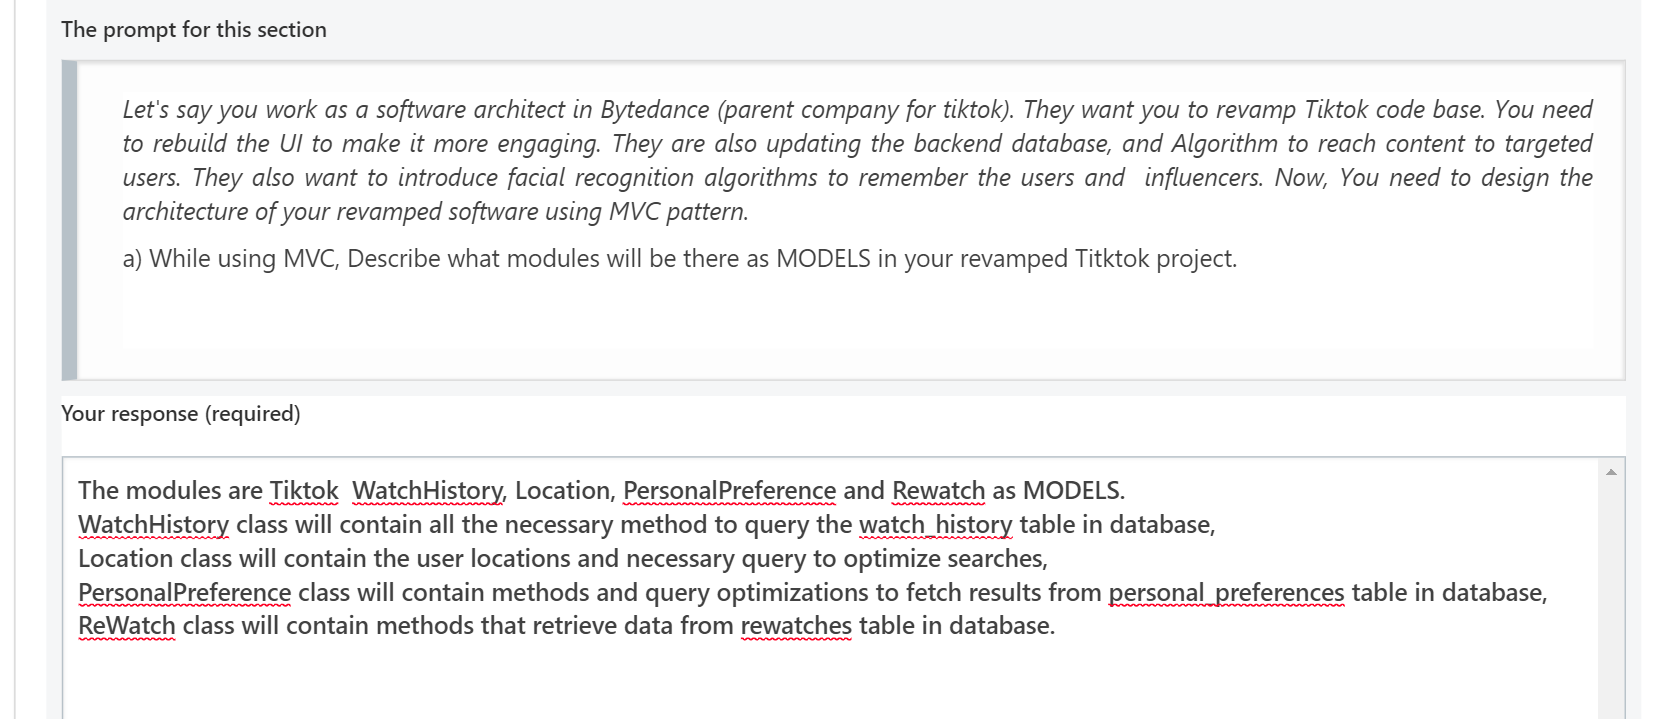 The prompt for this section
Let's say you work as a software architect in Bytedance (parent company for tiktok). They want you to revamp Tiktok code base. You need
to rebuild the UI to make it more engaging. They are also updating the backend database, and Algorithm to reach content to targeted
users. They also want to introduce facial recognition algorithms to remember the users and influencers. Now, You need to design the
architecture of your revamped software using MVC pattern.
a) While using MVC, Describe what modules will be there as MODELS in your revamped Titktok project.
Your response (required)
The modules are Tiktok WatchHistory, Location, PersonalPreference and Rewatch as MODELS.
WatchHistory class will contain all the necessary method to query the watch_history table in database,
Location class will contain the user locations and necessary query to optimize searches,
PersonalPreference class will contain methods and query optimizations to fetch results from personal_preferences table in database,
ReWatch class will contain methods that retrieve data from rewatches table in database.